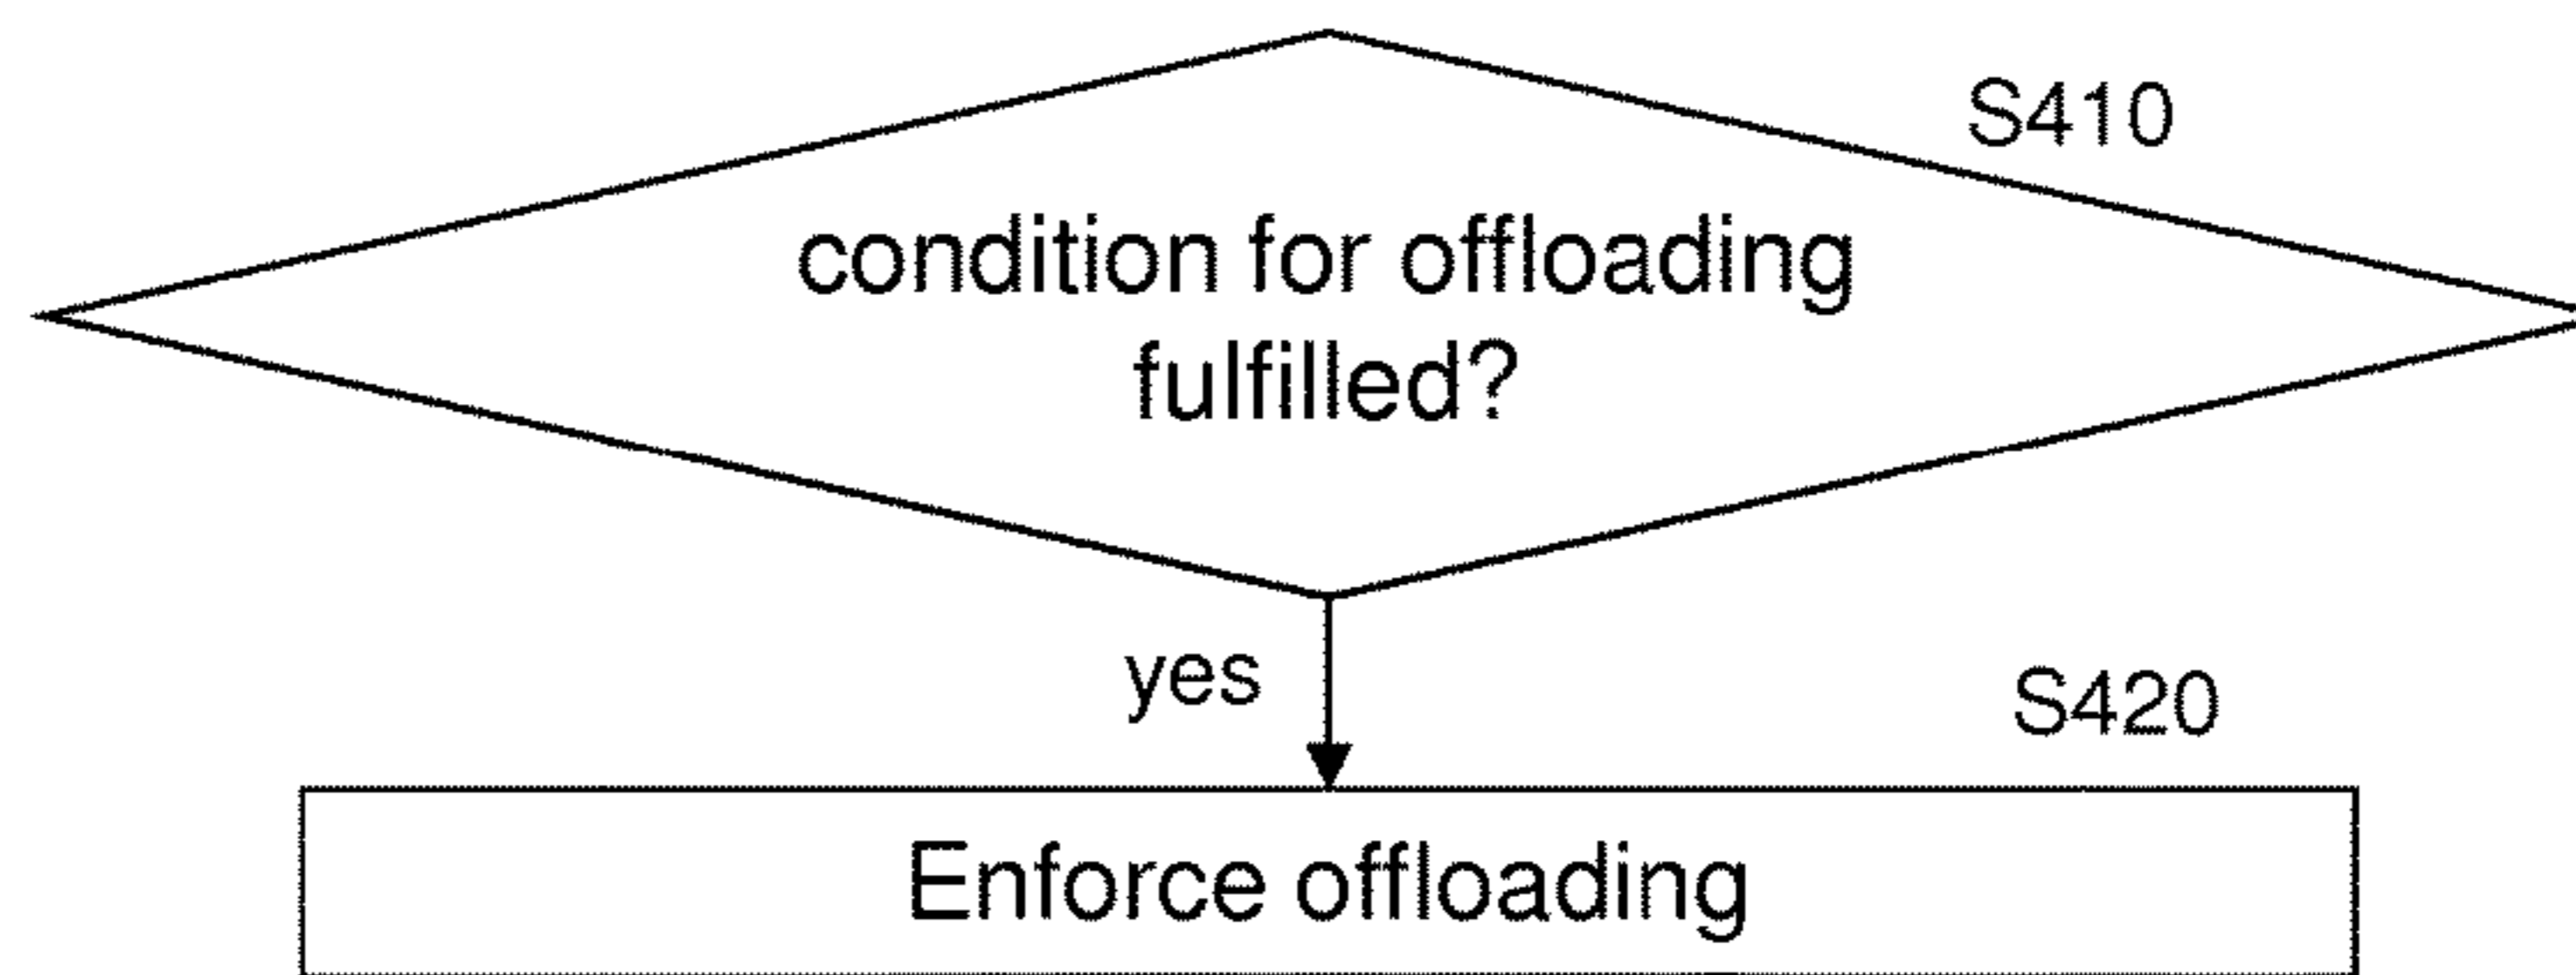 S410
condition for offloading
fulfilled?
yes
S420
Enforce offloading